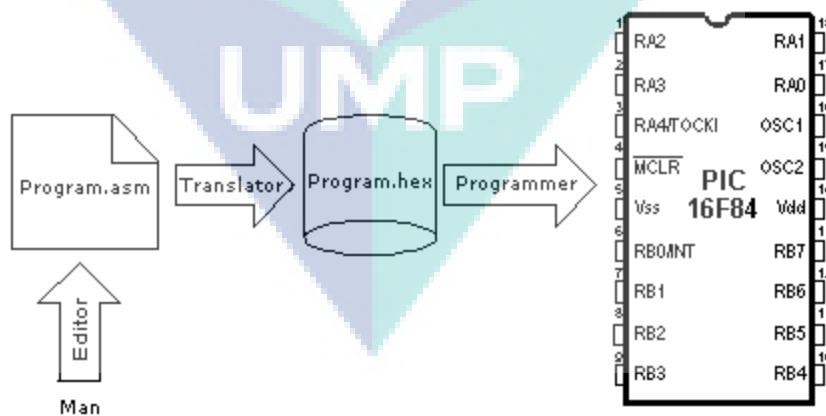 UMP
Program.asm
Translator
Program.hex
Programmer
Editor
Man
1
RA2
RA1
2
RA3
RA0
3
RA4/TOCKI
OSC1
4
MCLR
OSC2
PIC
16F84
5
Vss
Vdd
6
RB0/INT
RB7
7
RB1
RB6
8
RB2
RB5
9
RB3
RB4